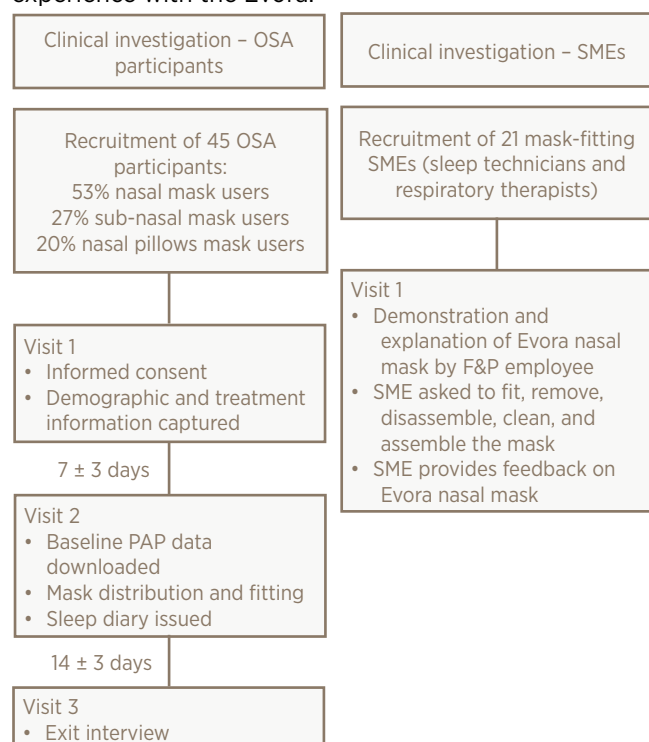 experience with the Evora.
Clinical investigation – OSA
participants
Recruitment of 45 OSA
participants:
53% nasal mask users
27% sub-nasal mask users
20% nasal pillows mask users
Visit 1
• Informed consent
• Demographic and treatment
information captured
7 ± 3 days
Visit 2
• Baseline PAP data
downloaded
• Mask distribution and fitting
• Sleep diary issued
14 ± 3 days
Visit 3
• Exit interview
Clinical investigation – SMEs
Recruitment of 21 mask-fitting
SMEs (sleep technicians and
respiratory therapists)
Visit 1
• Demonstration and
explanation of Evora nasal
mask by F&P employee
• SME asked to fit, remove,
disassemble, clean, and
assemble the mask
• SME provides feedback on
Evora nasal mask